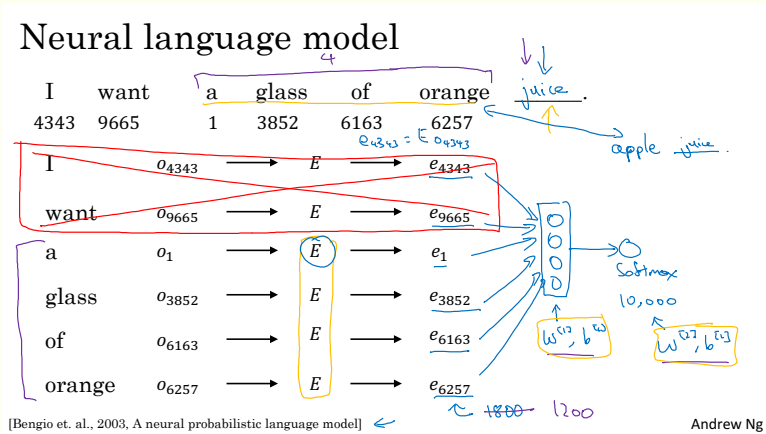 Neural language model
4
I want a glass of orange juice.
4343 9665 1 3852 6163 6257
e4343 = E o4343
apple juice.
I o4343 → E → e4343
want o9665 → E → e9665
a o1 → E → e1
glass o3852 → E → e3852
of o6163 → E → e6163
orange o6257 → E → e6257
Softmax
10,000
W[1], b[1]
W[2], b[2]
1800 1200
[Bengio et. al., 2003, A neural probabilistic language model]
Andrew Ng